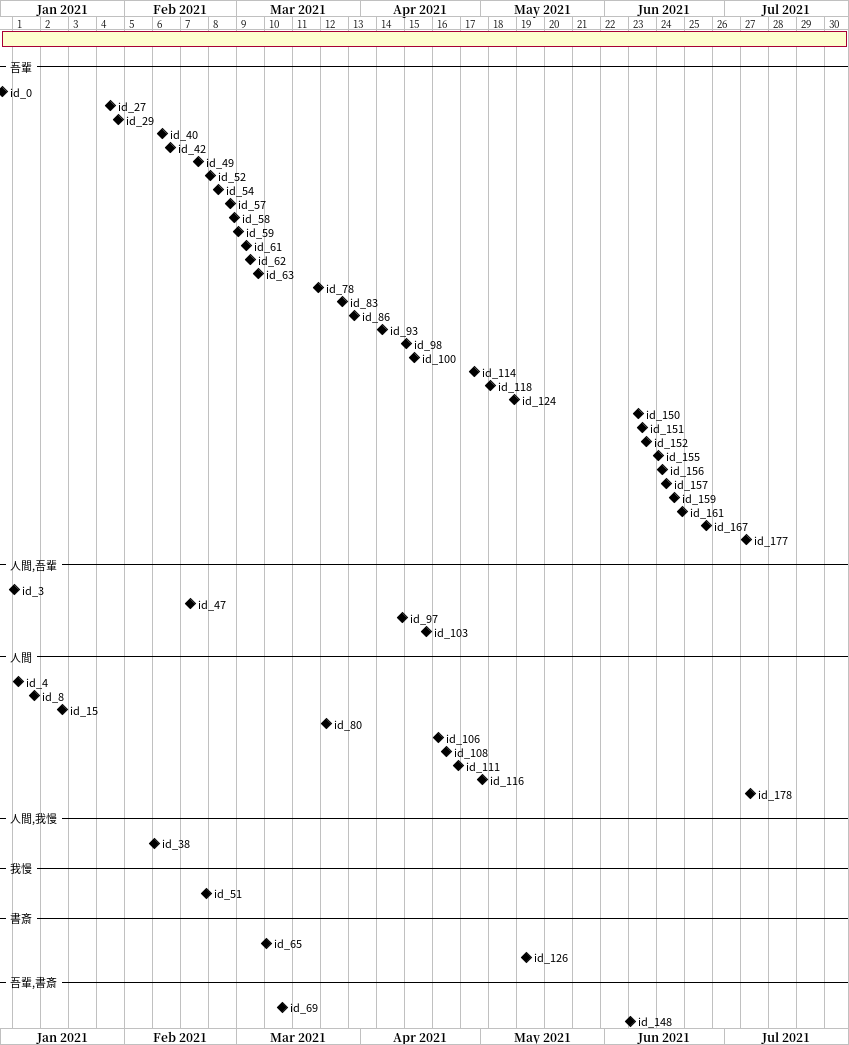 Jan 2021 Feb 2021 Mar 2021 Apr 2021 May 2021 Jun 2021 Jul 2021
1 2 3 4 5 6 7 8 9 10 11 12 13 14 15 16 17 18 19 20 21 22 23 24 25 26 27 28 29 30
吾輩
id_0
id_27
id_29
id_40
id_42
id_49
id_52
id_54
id_57
id_58
id_59
id_61
id_62
id_63
id_78
id_83
id_86
id_93
id_98
id_100
id_114
id_118
id_124
id_150
id_151
id_152
id_155
id_156
id_157
id_159
id_161
id_167
id_177
人間,吾輩
id_3
id_47
id_97
id_103
人間
id_4
id_8
id_15
id_80
id_106
id_108
id_111
id_116
id_178
人間,我慢
id_38
我慢
id_51
書斎
id_65
id_126
吾輩,書斎
id_69
id_148
Jan 2021 Feb 2021 Mar 2021 Apr 2021 May 2021 Jun 2021 Jul 2021